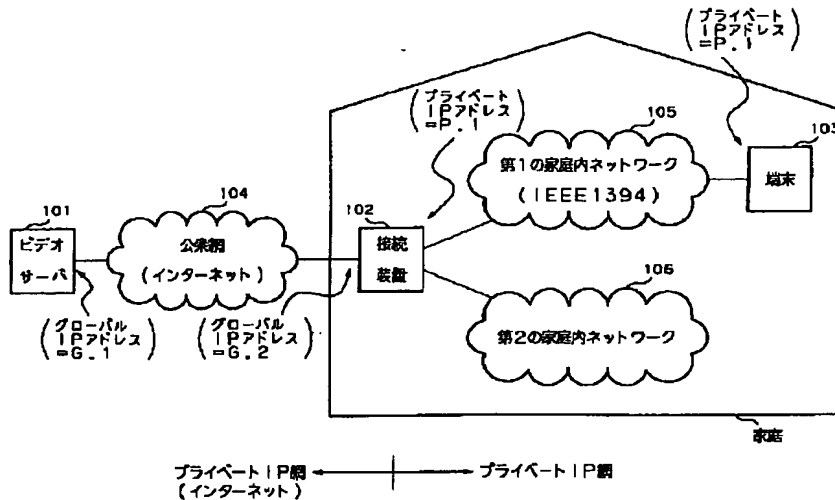 プライベート
IPアドレス
=P.1
プライベート
IPアドレス
=P.1
105
103
第1の家庭内ネットワーク
(IEEE1394)
端末
104
102
101
ビデオ
サーバ
公衆網
(インターネット)
接続
装置
106
第2の家庭内ネットワーク
グローバル
IPアドレス
=G.1
グローバル
IPアドレス
=G.2
家庭
プライベートIP網
(インターネット)
プライベートIP網